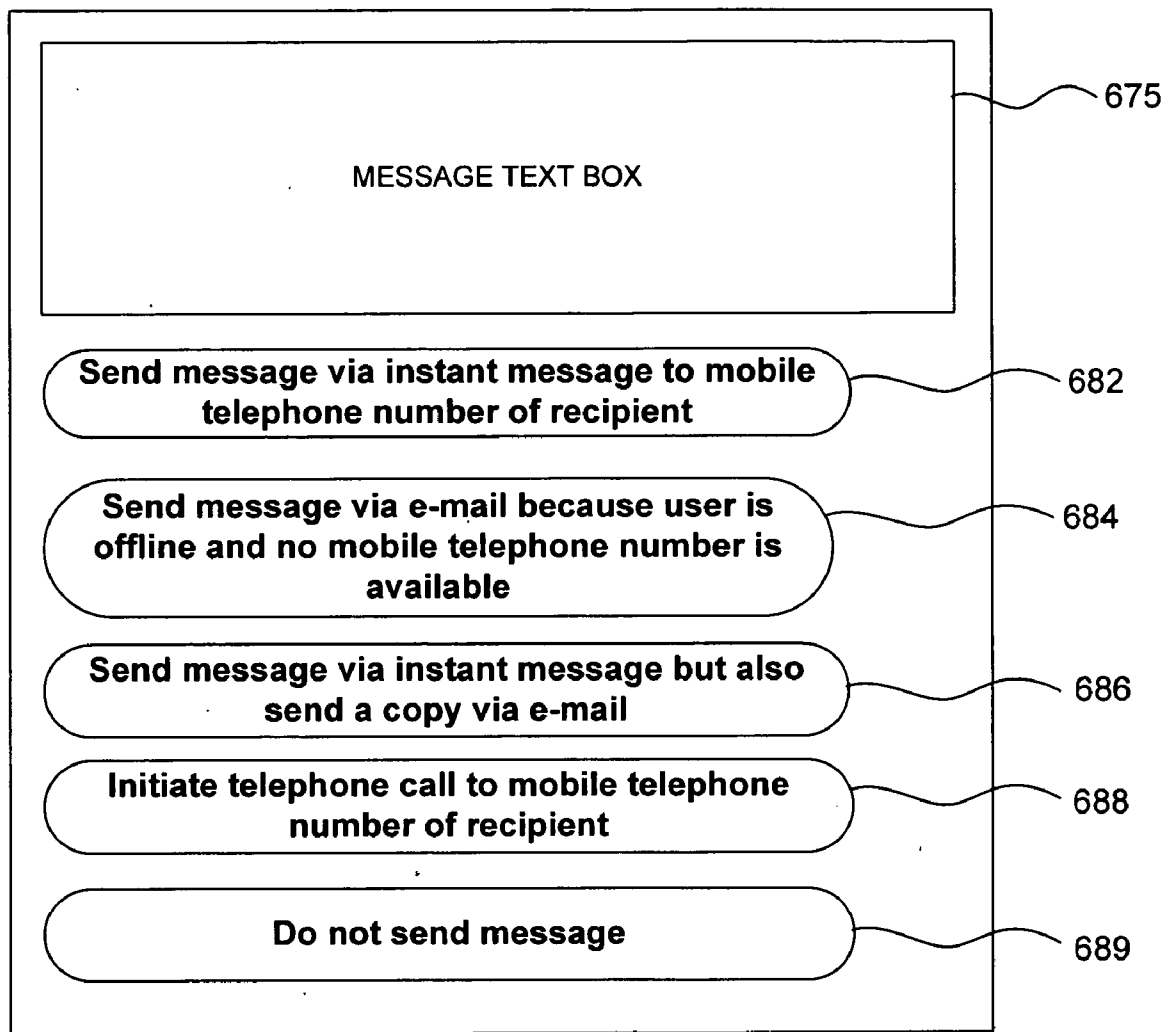 675
MESSAGE TEXT BOX
Send message via instant message to mobile
telephone number of recipient
682
Send message via e-mail because user is
offline and no mobile telephone number is
available
684
Send message via instant message but also
send a copy via e-mail
686
Initiate telephone call to mobile telephone
number of recipient
688
Do not send message
689